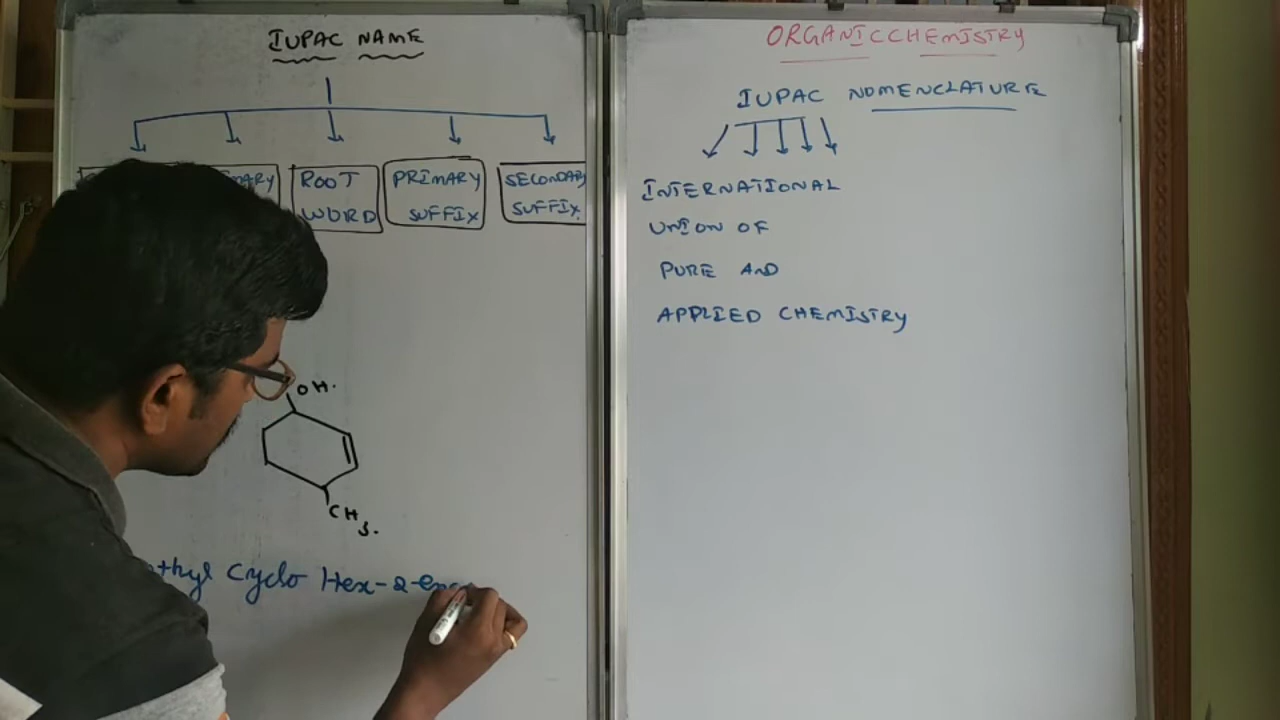 IUPAC NAME
ROOT WORD
PRIMARY SUFFIX
SECONDARY SUFFIX
OH.
CH3.
Cyclo Hex-2-en
ORGANIC CHEMISTRY
IUPAC NOMENCLATURE
INTERNATIONAL
UNION OF
PURE AND
APPLIED CHEMISTRY